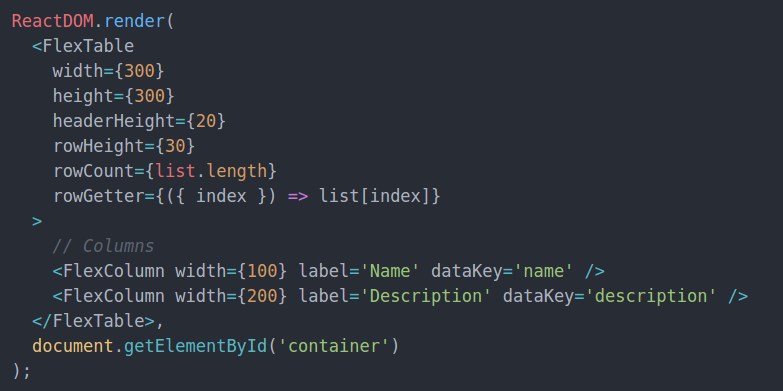 ReactDOM.render(
  <FlexTable
    width={300}
    height={300}
    headerHeight={20}
    rowHeight={30}
    rowCount={list.length}
    rowGetter={({ index }) => list[index]}
  >
    // Columns
    <FlexColumn width={100} label='Name' dataKey='name' />
    <FlexColumn width={200} label='Description' dataKey='description' />
  </FlexTable>,
  document.getElementById('container')
);